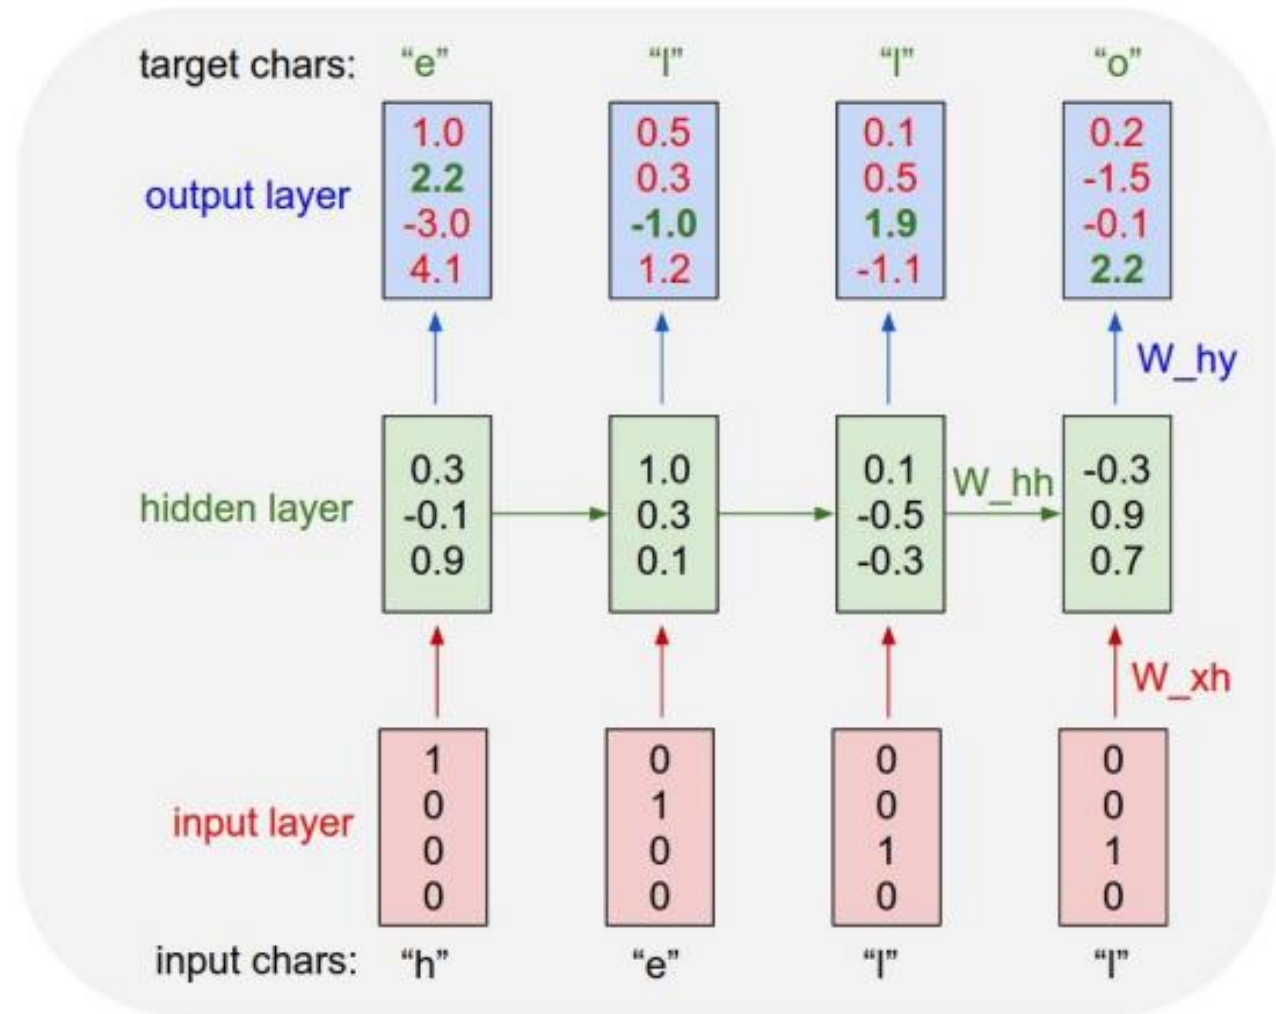 target chars: “e” “l” “l” “o”
output layer
1.0 0.5 0.1 0.2
2.2 0.3 0.5 -1.5
-3.0 -1.0 1.9 -0.1
4.1 1.2 -1.1 2.2
W_hy
hidden layer
0.3 1.0 0.1 -0.3
-0.1 0.3 -0.5 0.9
0.9 0.1 -0.3 0.7
W_hh
W_xh
input layer
1 0 0 0
0 1 0 0
0 0 1 1
0 0 0 0
input chars: “h” “e” “l” “l”